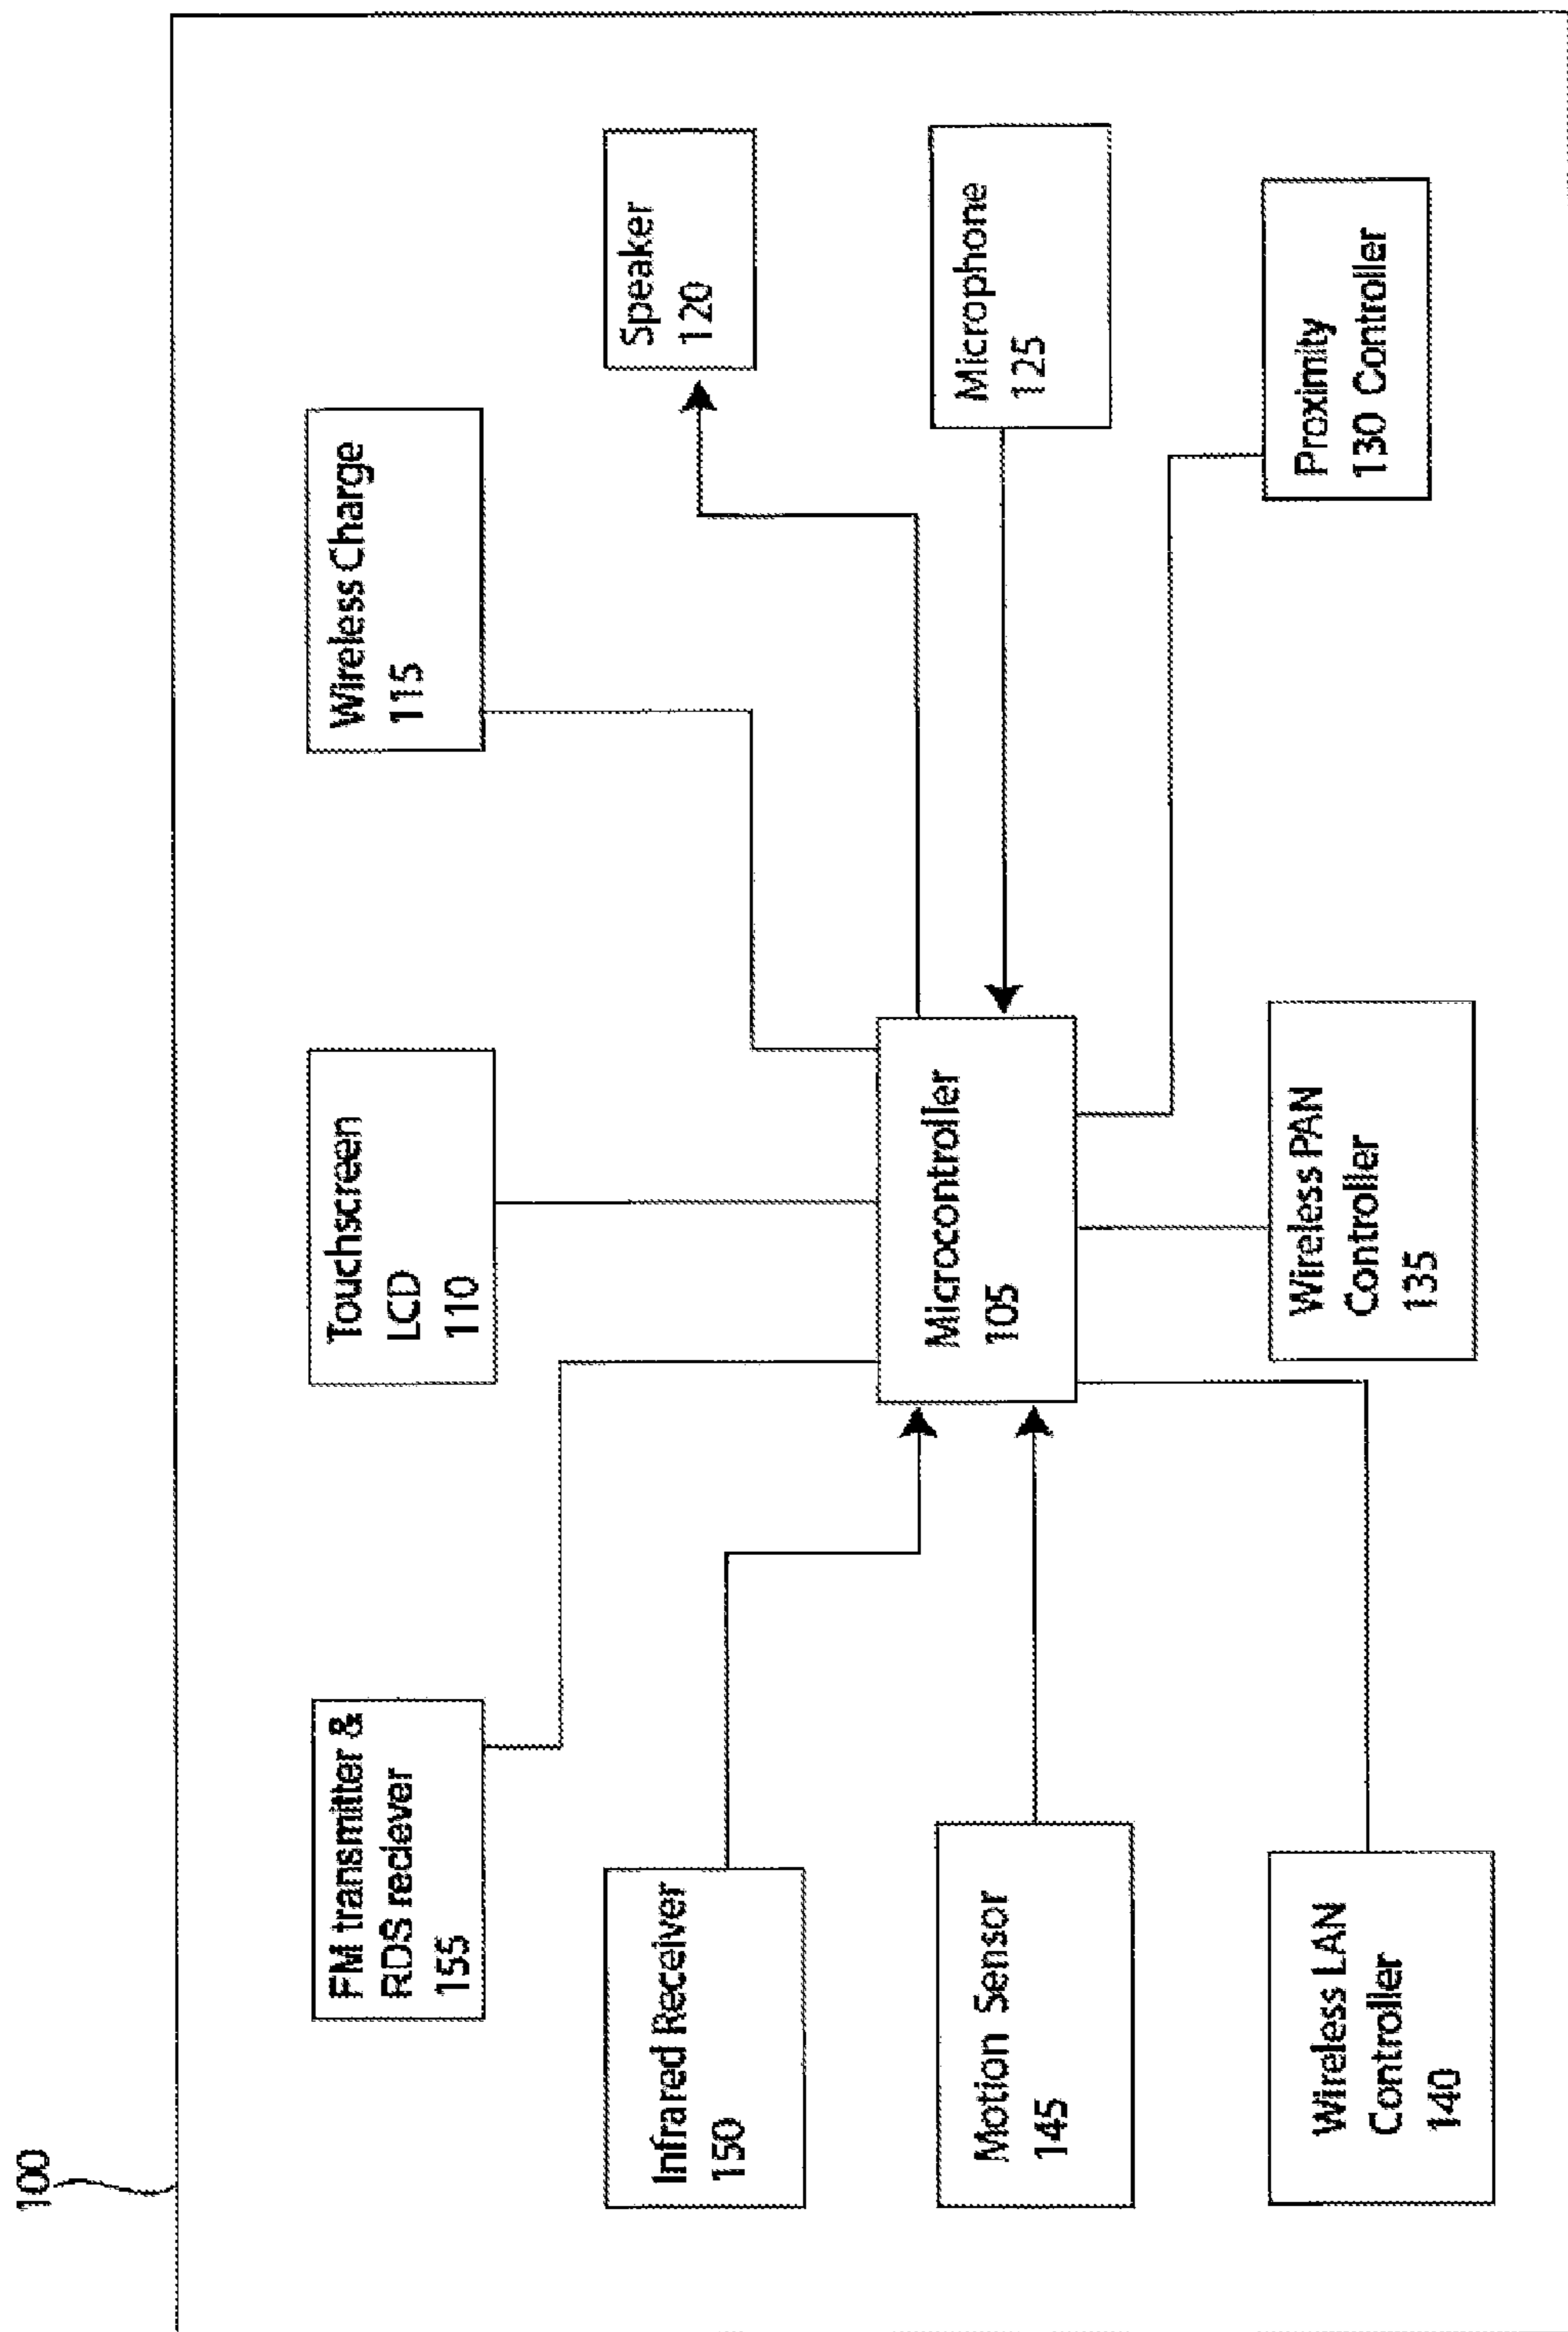 100
FM transmitter &
RDS reciever
155
Touchscreen
LCD
110
Wireless Charge
115
Infrared Receiver
150
Speaker
120
Motion Sensor
145
Microcontroller
105
Microphone
125
Wireless LAN
Controller
140
Wireless PAN
Controller
135
Proximity
130 Controller